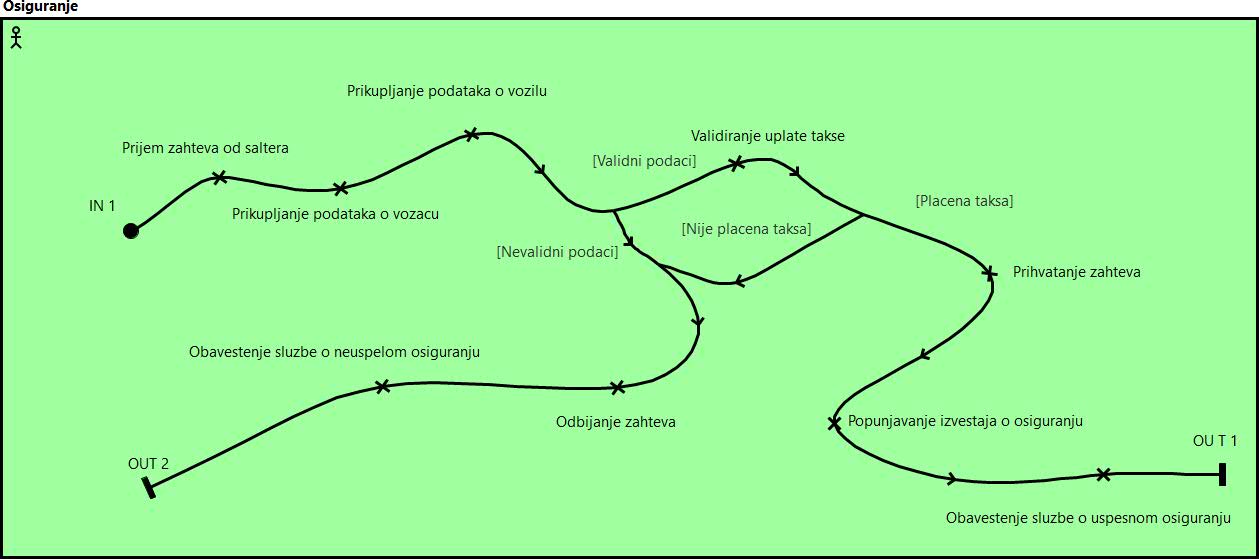 Osiguranje
Prikupljanje podataka o vozilu
Prijem zahteva od saltera
Validiranje uplate takse
[Validni podaci]
IN 1
Prikupljanje podataka o vozacu
[Placena taksa]
[Nije placena taksa]
[Nevalidni podaci]
Prihvatanje zahteva
Obavestenje sluzbe o neuspelom osiguranju
Odbijanje zahteva
Popunjavanje izvestaja o osiguranju
OU T 1
OUT 2
Obavestenje sluzbe o uspesnom osiguranju